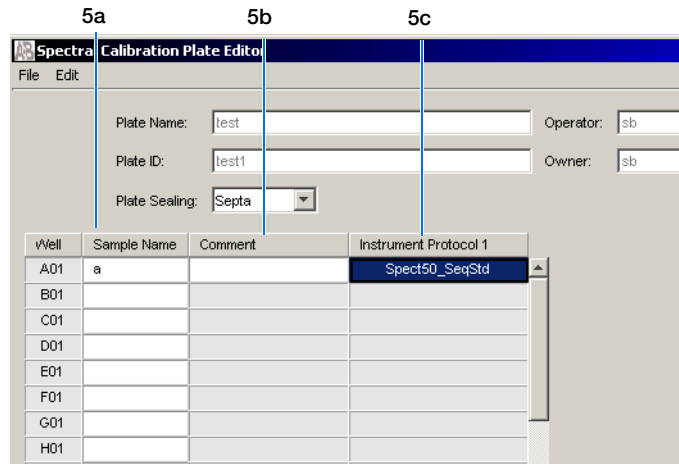 5a 5b 5c
Spectral Calibration Plate Editor
File Edit
Plate Name: test Operator: sb
Plate ID: test1 Owner: sb
Plate Sealing: Septa
Well Sample Name Comment Instrument Protocol 1
A01 a Spect50_SeqStd
B01
C01
D01
E01
F01
G01
H01